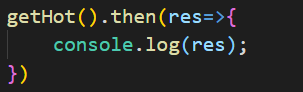 getHot().then(res=>{
    console.log(res);
})